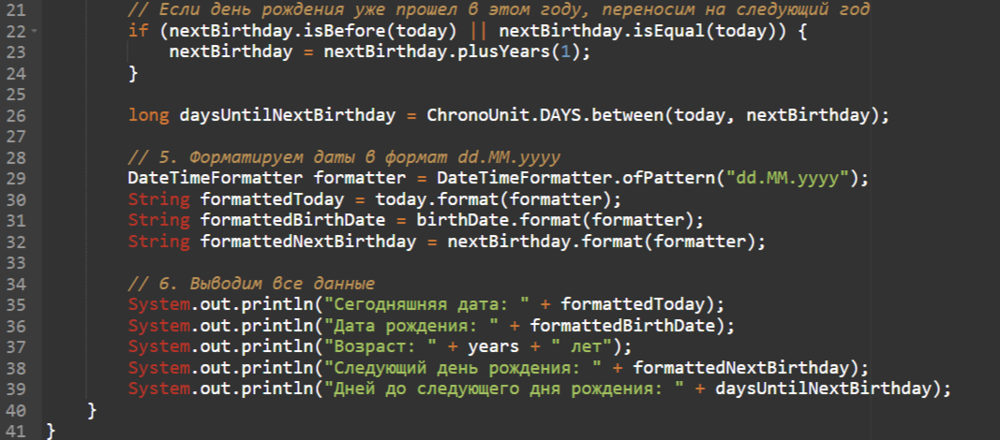 21 // Если день рождения уже прошел в этом году, переносим на следующий год
22 if (nextBirthday.isBefore(today) || nextBirthday.isEqual(today)) {
23 nextBirthday = nextBirthday.plusYears(1);
24 }
25
26 long daysUntilNextBirthday = ChronoUnit.DAYS.between(today, nextBirthday);
27
28 // 5. Форматируем даты в формат dd.MM.yyyy
29 DateTimeFormatter formatter = DateTimeFormatter.ofPattern("dd.MM.yyyy");
30 String formattedToday = today.format(formatter);
31 String formattedBirthDate = birthDate.format(formatter);
32 String formattedNextBirthday = nextBirthday.format(formatter);
33
34 // 6. Выводим все данные
35 System.out.println("Сегодняшняя дата: " + formattedToday);
36 System.out.println("Дата рождения: " + formattedBirthDate);
37 System.out.println("Возраст: " + years + " лет");
38 System.out.println("Следующий день рождения: " + formattedNextBirthday);
39 System.out.println("Дней до следующего дня рождения: " + daysUntilNextBirthday);
40 }
41 }